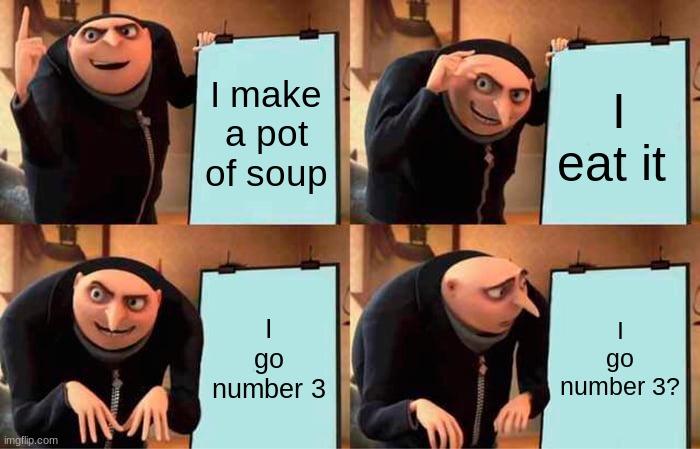 I make
a pot
of soup
I
eat it
I
go
number 3
I
go
number 3?
imgflip.com